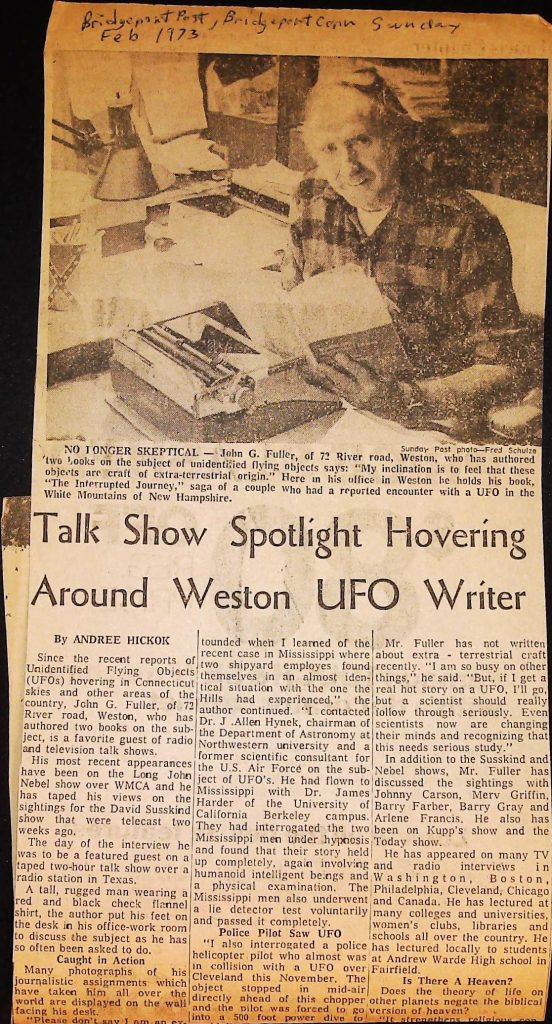 Bridgeport Post, Bridgeport Conn Sunday
Feb 1973
Sunday Post photo—Fred Schulze
NO LONGER SKEPTICAL — John G. Fuller, of 72 River road, Weston, who has authored
two books on the subject of unidentified flying objects says: "My inclination is to feel that these
objects are craft of extra-terrestrial origin." Here in his office in Weston he holds his book,
"The Interrupted Journey," saga of a couple who had a reported encounter with a UFO in the
White Mountains of New Hampshire.
Talk Show Spotlight Hovering
Around Weston UFO Writer
By ANDREE HICKOK
Since the recent reports of
Unidentified Flying Objects
(UFOs) hovering in Connecticut
skies and other areas of the
country, John G. Fuller, of 72
River road, Weston, who has
authored two books on the sub-
ject, is a favorite guest of radio
and television talk shows.
His most recent appearances
have been on the Long John
Nebel show over WMCA and he
has taped his views on the
sightings for the David Susskind
show that were telecast two
weeks ago.
The day of the interview he
was to be a featured guest on a
taped two-hour talk show over a
radio station in Texas.
A tall, rugged man wearing a
red and black check flannel
shirt, the author put his feet on
the desk in his office-work room
to discuss the subject as he has
so often been asked to do.
Caught in Action
Many photographs of his
journalistic assignments which
have taken him all over the
world are displayed on the wall
facing his desk.
"Please don't say I am an ex-
tounded when I learned of the
recent case in Mississippi where
two shipyard employes found
themselves in an almost iden-
tical situation with the one the
Hills had experienced," the
author continued. "I contacted
Dr. J .Allen Hynek, chairman of
the Department of Astronomy at
Northwestern university and a
former scientific consultant for
the U.S. Air Force on the sub-
ject of UFO's. He had flown to
Mississippi with Dr. James
Harder of the University of
California Berkeley campus.
They had interrogated the two
Mississippi men under hypnosis
and found that their story held
up completely, again involving
humanoid intelligent beings and
a physical examination. The
Mississippi men also underwent
a lie detector test voluntarily
and passed it completely.
Police Pilot Saw UFO
"I also interrogated a police
helicopter pilot who almost was
in collision with a UFO over
Cleveland this November. The
object stopped in mid-air
directly ahead of this chopper
and the pilot was forced to go
into a 500 foot power dive to
Mr. Fuller has not written
about extra - terrestrial craft
recently. "I am so busy on other
things," he said. "But, if I get a
real hot story on a UFO, I'll go,
but a scientist should really
follow through seriously. Even
scientists now are changing
their minds and recognizing that
this needs serious study."
In addition to the Susskind and
Nebel shows, Mr. Fuller has
discussed the sightings with
Johnny Carson, Merv Griffin,
Barry Farber, Barry Gray and
Arlene Francis. He also has
been on Kupp's show and the
Today show.
He has appeared on many TV
and radio interviews in
Washington, Boston,
Philadelphia, Cleveland, Chicago
and Canada. He has lectured at
many colleges and universities,
women's clubs, libraries and
schools all over the country. He
has lectured locally to students
at Andrew Warde High school in
Fairfield.
Is There A Heaven?
Does the theory of life on
other planets negate the biblical
version of heaven?
"It strengthens religious con-